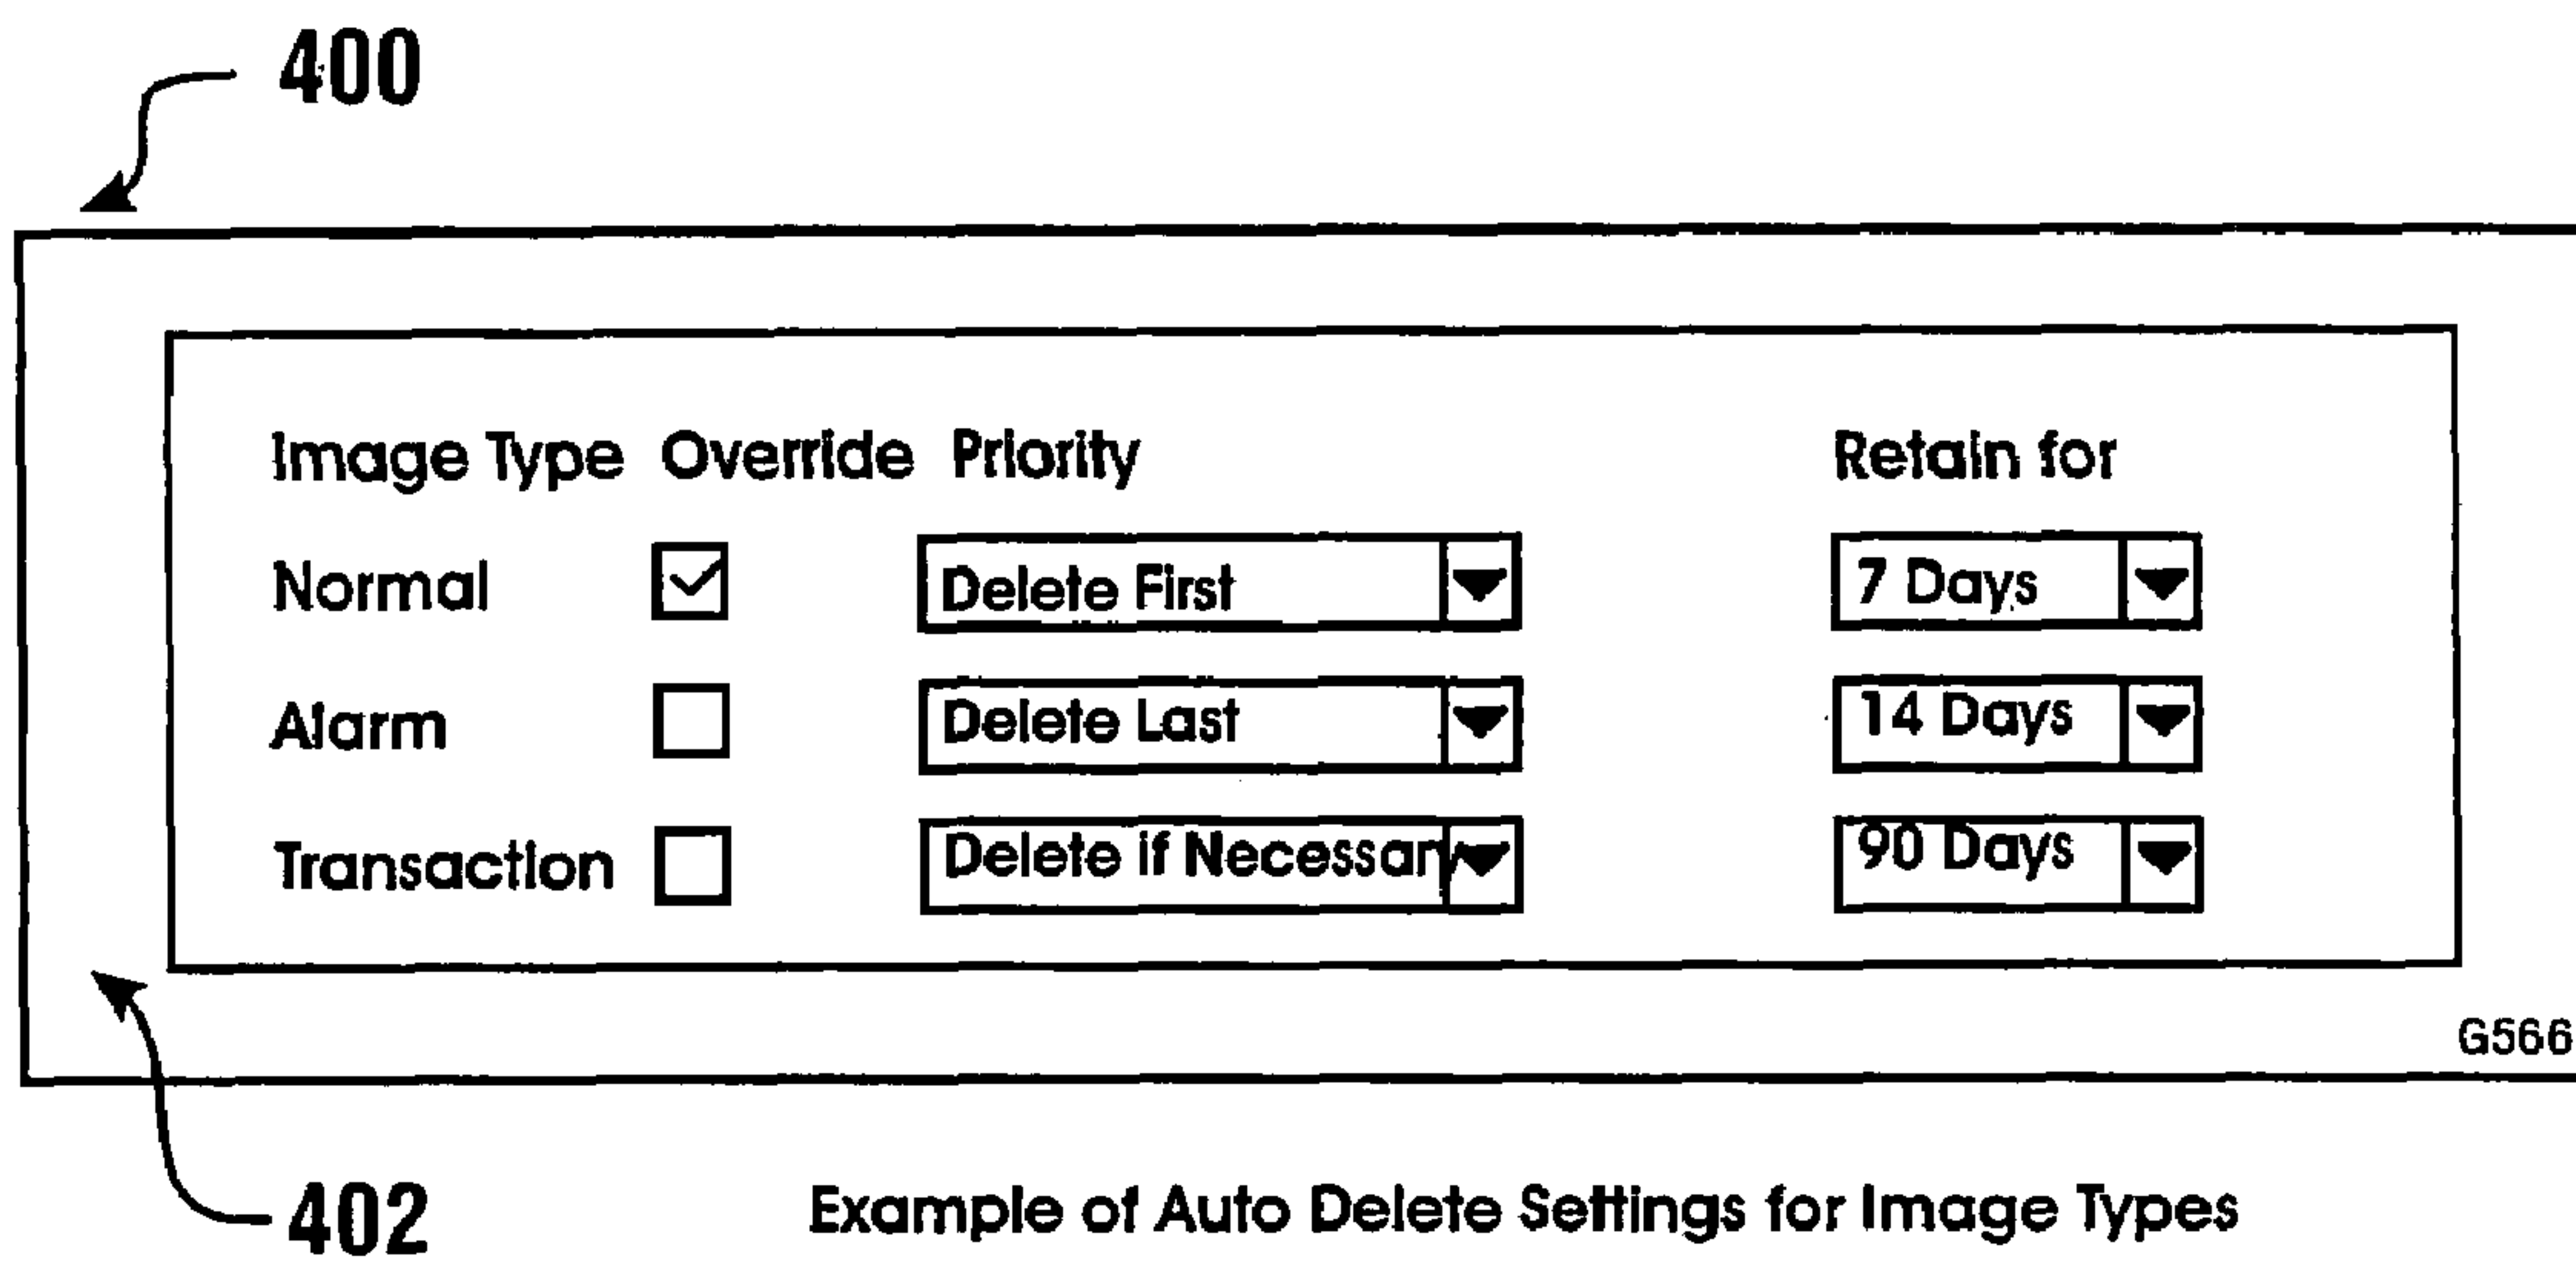 400
Image Type Override Priority Retain for
Normal Delete First 7 Days
Alarm Delete Last 14 Days
Transaction Delete if Necessary 90 Days
G566
402 Example of Auto Delete Settings for Image Types